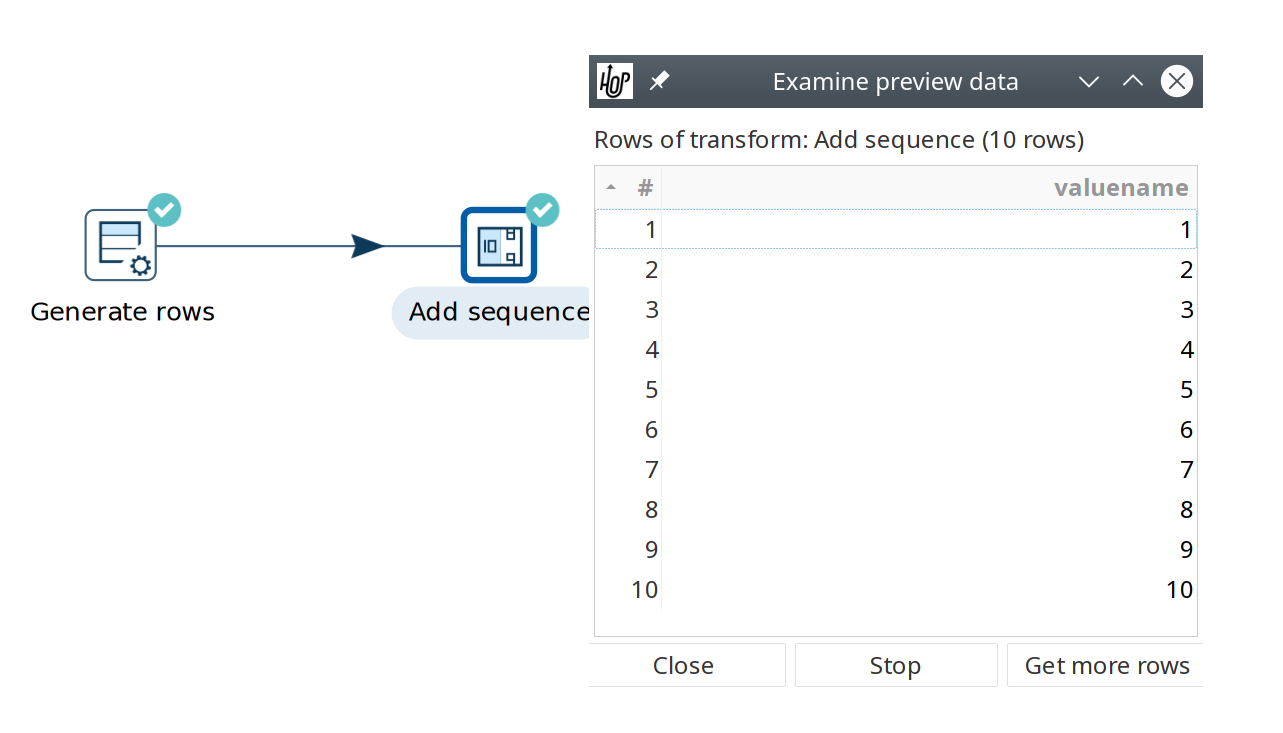 HOP
Examine preview data
Rows of transform: Add sequence (10 rows)
# valuename
1 1
2 2
3 3
4 4
5 5
6 6
7 7
8 8
9 9
10 10
Close Stop Get more rows
Generate rows
Add sequence